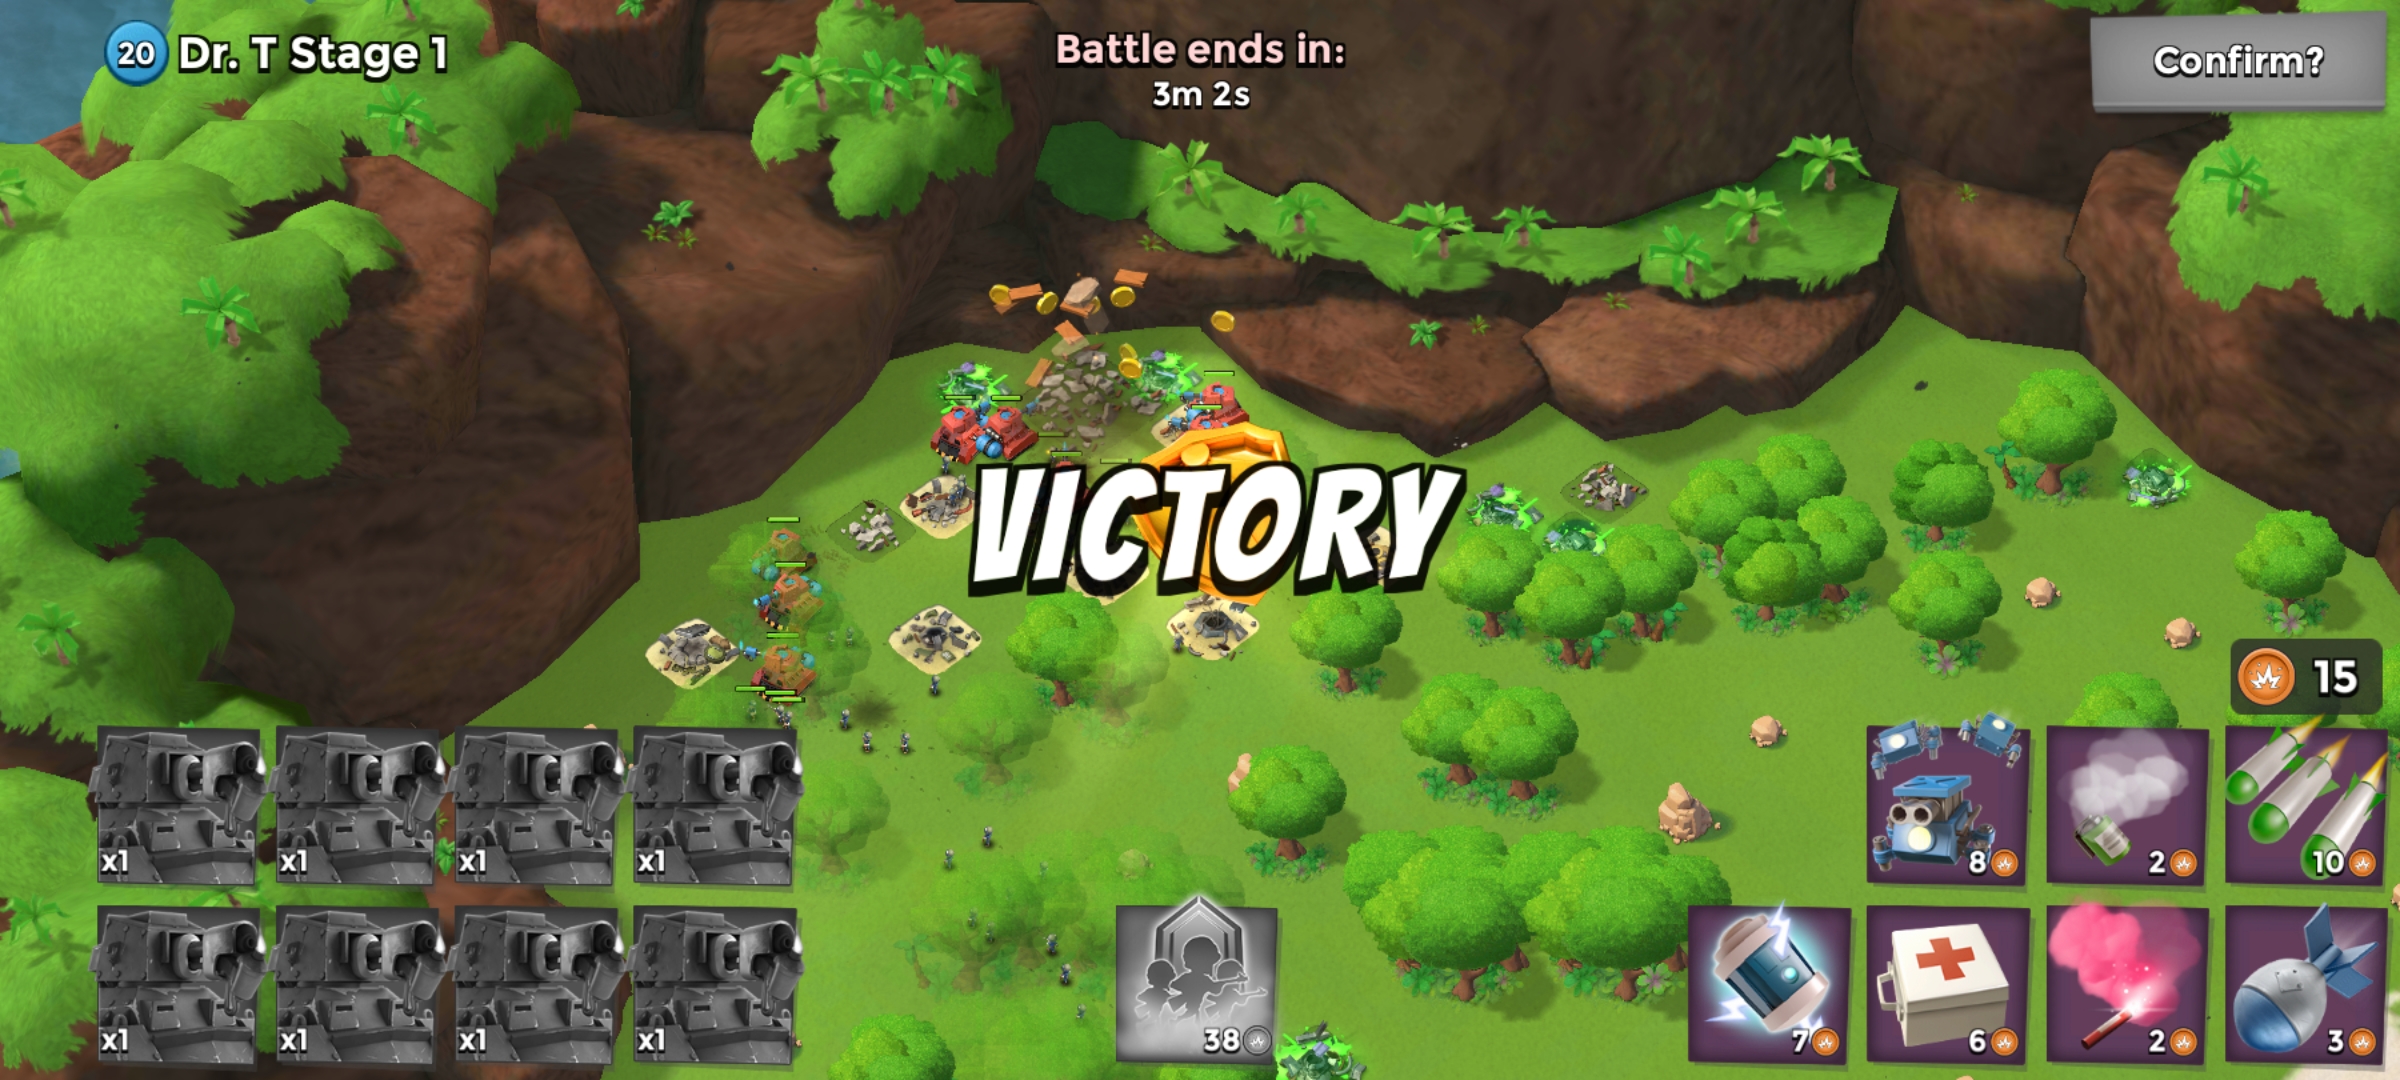 20 Dr. T Stage 1
Battle ends in:
3m 2s
Confirm?
VICTORY
15
x1 x1 x1 x1
8 2 10
x1 x1 x1 x1
38
7 6 2 3